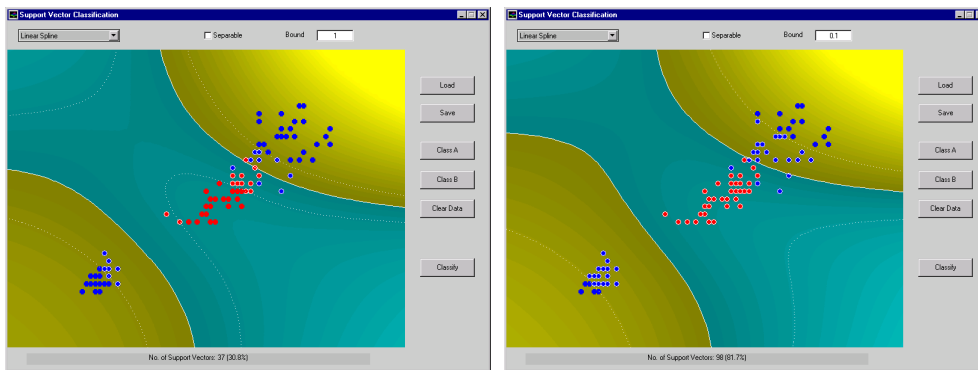 Support Vector Classification
Linear Spline
Separable
Bound
1
Load
Save
Class A
Class B
Clear Data
Classify
No. of Support Vectors: 37 (30.8%)
Support Vector Classification
Linear Spline
Separable
Bound
0.1
Load
Save
Class A
Class B
Clear Data
Classify
No. of Support Vectors: 98 (81.7%)